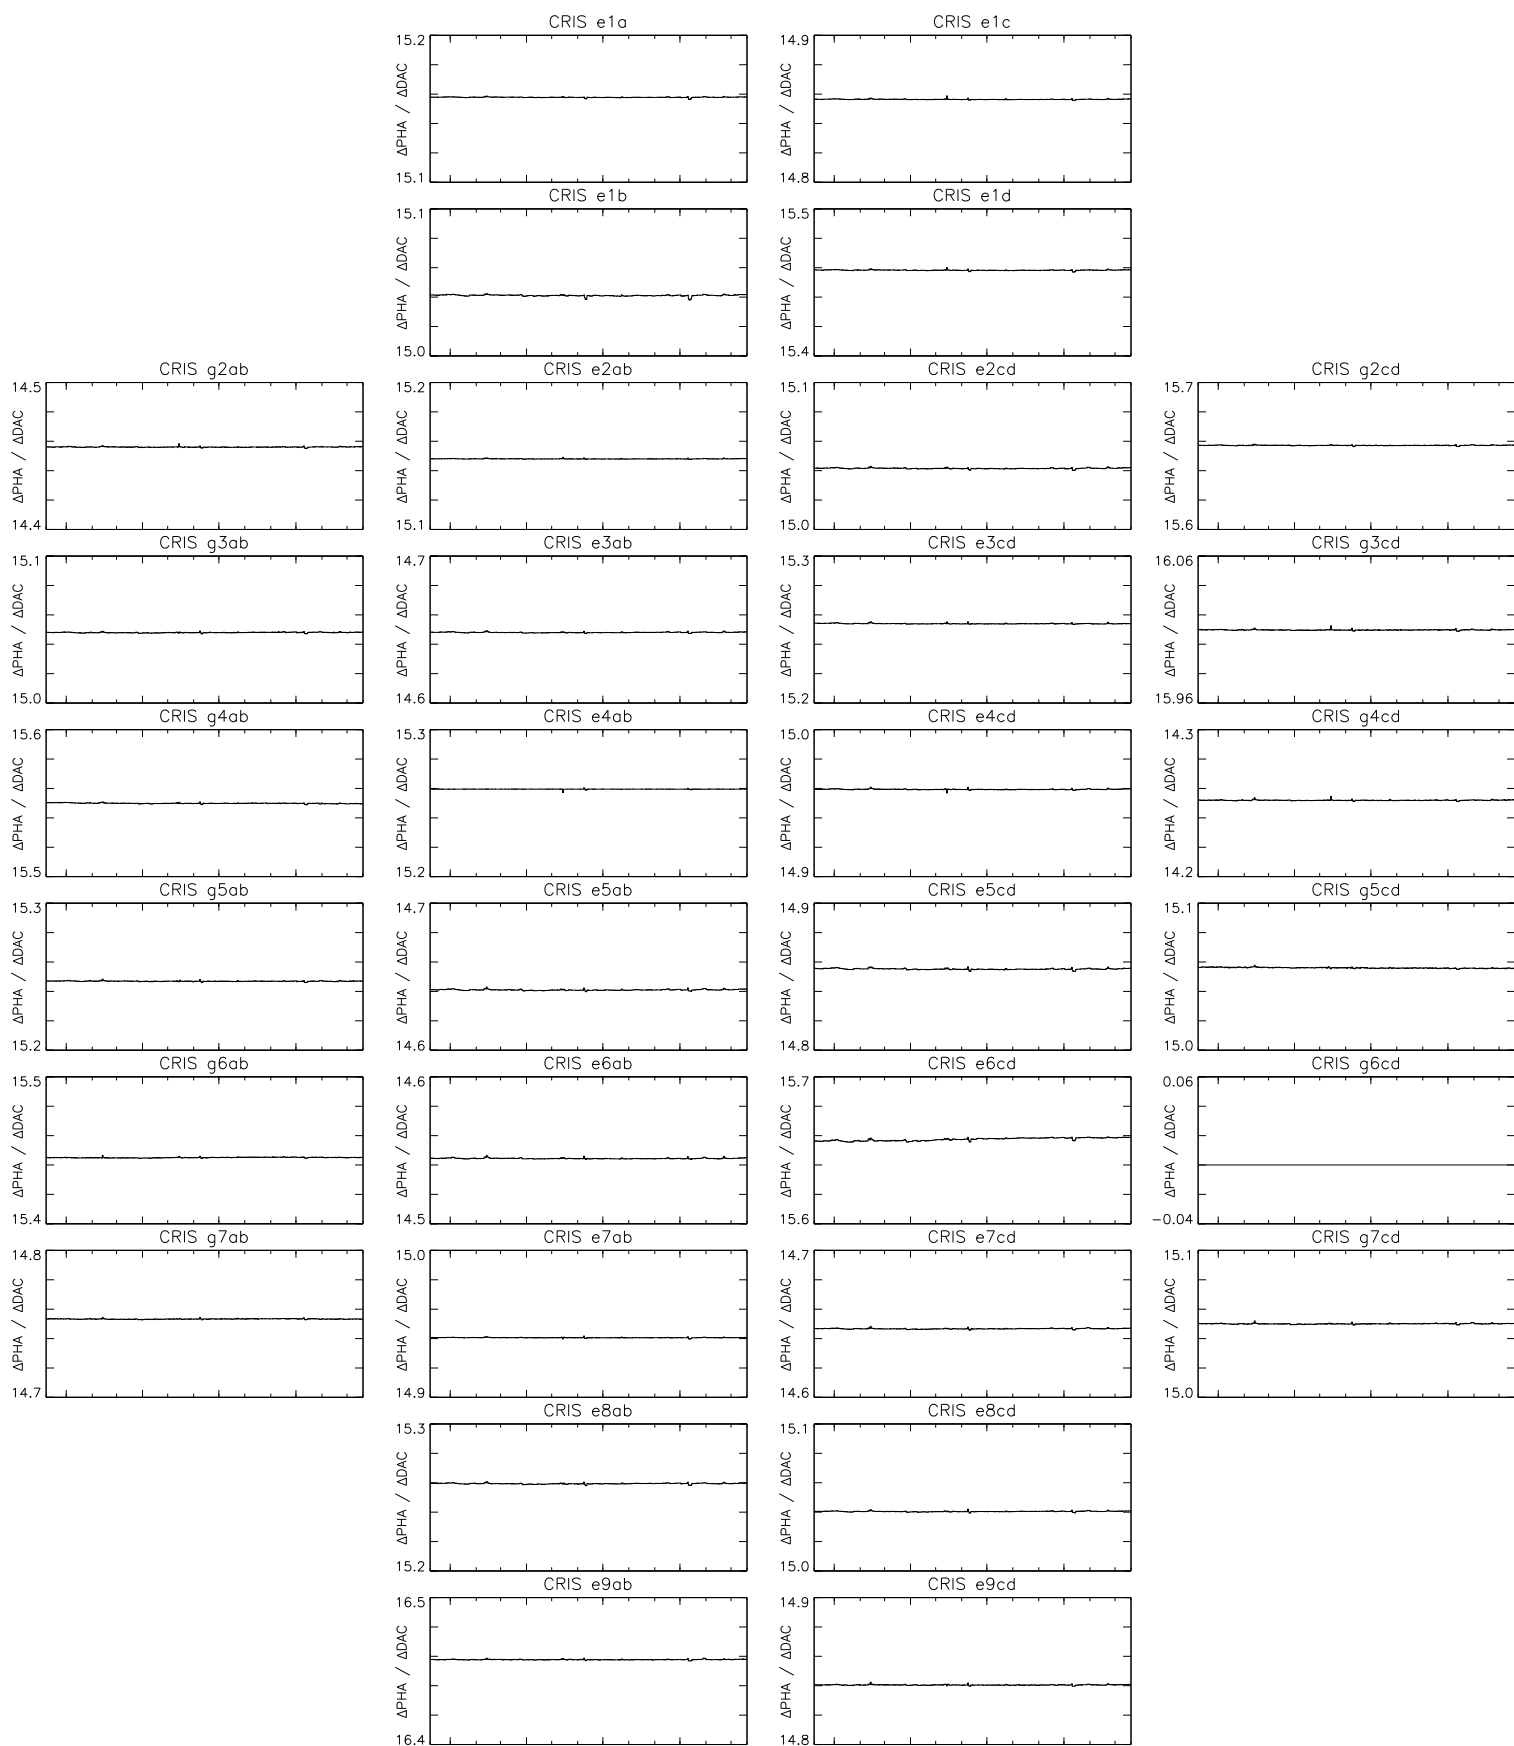 CRIS e1a
15.2
ΔPHA / ΔDAC
15.1
CRIS e1c
14.9
ΔPHA / ΔDAC
14.8
CRIS e1b
15.1
ΔPHA / ΔDAC
15.0
CRIS e1d
15.5
ΔPHA / ΔDAC
15.4
CRIS g2ab
14.5
ΔPHA / ΔDAC
14.4
CRIS e2ab
15.2
ΔPHA / ΔDAC
15.1
CRIS e2cd
15.1
ΔPHA / ΔDAC
15.0
CRIS g2cd
15.7
ΔPHA / ΔDAC
15.6
CRIS g3ab
15.1
ΔPHA / ΔDAC
15.0
CRIS e3ab
14.7
ΔPHA / ΔDAC
14.6
CRIS e3cd
15.3
ΔPHA / ΔDAC
15.2
CRIS g3cd
16.06
ΔPHA / ΔDAC
15.96
CRIS g4ab
15.6
ΔPHA / ΔDAC
15.5
CRIS e4ab
15.3
ΔPHA / ΔDAC
15.2
CRIS e4cd
15.0
ΔPHA / ΔDAC
14.9
CRIS g4cd
14.3
ΔPHA / ΔDAC
14.2
CRIS g5ab
15.3
ΔPHA / ΔDAC
15.2
CRIS e5ab
14.7
ΔPHA / ΔDAC
14.6
CRIS e5cd
14.9
ΔPHA / ΔDAC
14.8
CRIS g5cd
15.1
ΔPHA / ΔDAC
15.0
CRIS g6ab
15.5
ΔPHA / ΔDAC
15.4
CRIS e6ab
14.6
ΔPHA / ΔDAC
14.5
CRIS e6cd
15.7
ΔPHA / ΔDAC
15.6
CRIS g6cd
0.06
ΔPHA / ΔDAC
−0.04
CRIS g7ab
14.8
ΔPHA / ΔDAC
14.7
CRIS e7ab
15.0
ΔPHA / ΔDAC
14.9
CRIS e7cd
14.7
ΔPHA / ΔDAC
14.6
CRIS g7cd
15.1
ΔPHA / ΔDAC
15.0
CRIS e8ab
15.3
ΔPHA / ΔDAC
15.2
CRIS e8cd
15.1
ΔPHA / ΔDAC
15.0
CRIS e9ab
16.5
ΔPHA / ΔDAC
16.4
CRIS e9cd
14.9
ΔPHA / ΔDAC
14.8